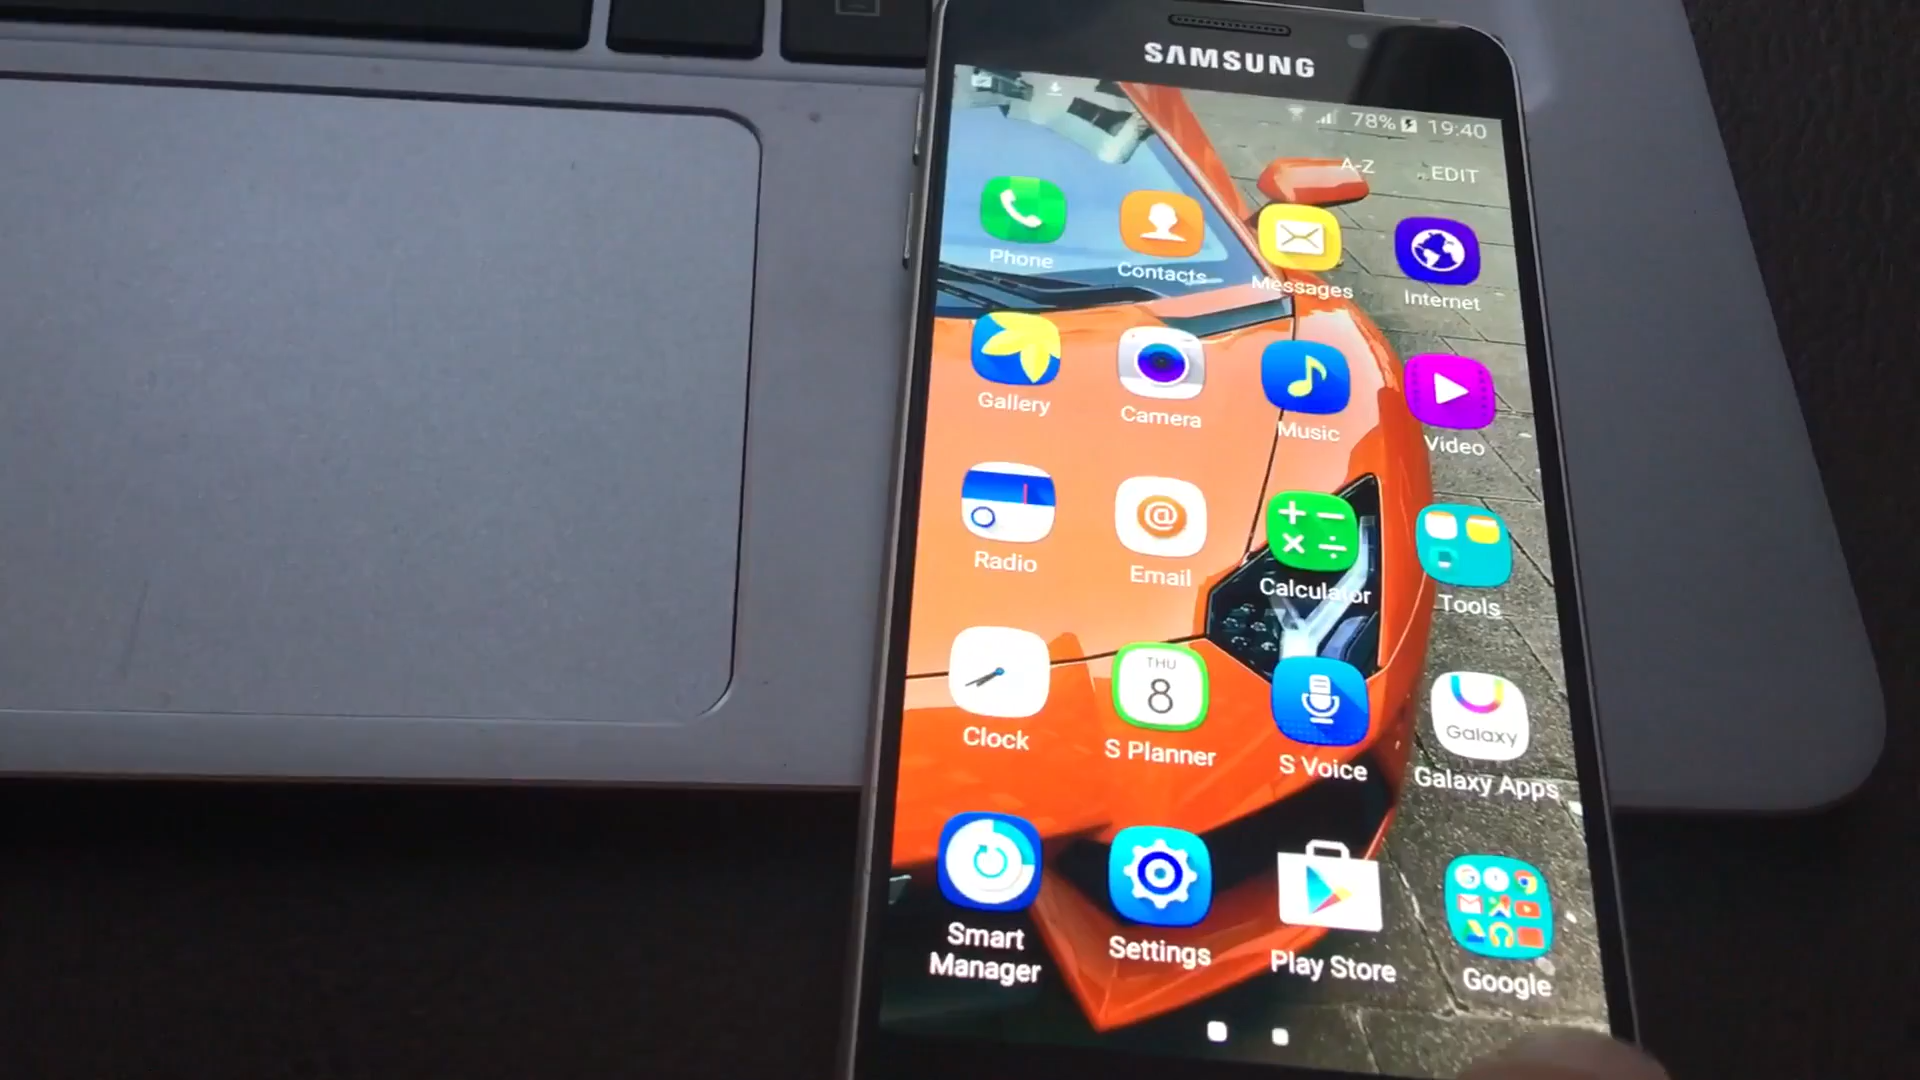 SAMSUNG
78% 19:40
A-Z EDIT
Phone Contacts Messages Internet
Gallery Camera Music Video
Radio Email Calculator Tools
THU
8
Galaxy
Clock S Planner S Voice Galaxy Apps
Smart
Manager
Settings Play Store Google